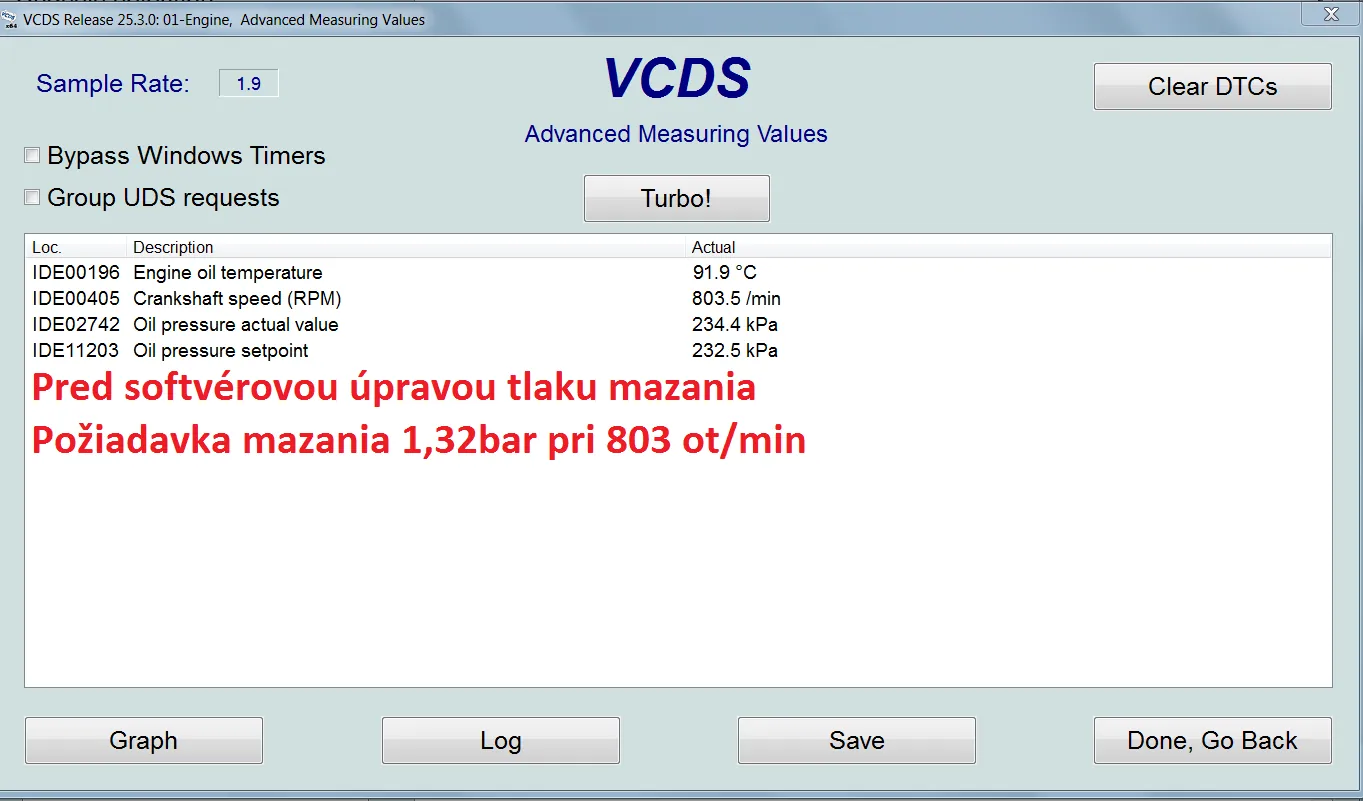 VCDS Release 25.3.0: 01-Engine, Advanced Measuring Values
Sample Rate: 1.9
VCDS
Clear DTCs
Advanced Measuring Values
Bypass Windows Timers
Group UDS requests
Turbo!
Loc. Description Actual
IDE00196 Engine oil temperature 91.9 °C
IDE00405 Crankshaft speed (RPM) 803.5 /min
IDE02742 Oil pressure actual value 234.4 kPa
IDE11203 Oil pressure setpoint 232.5 kPa
Pred softvérovou úpravou tlaku mazania
Požiadavka mazania 1,32bar pri 803 ot/min
Graph Log Save Done, Go Back